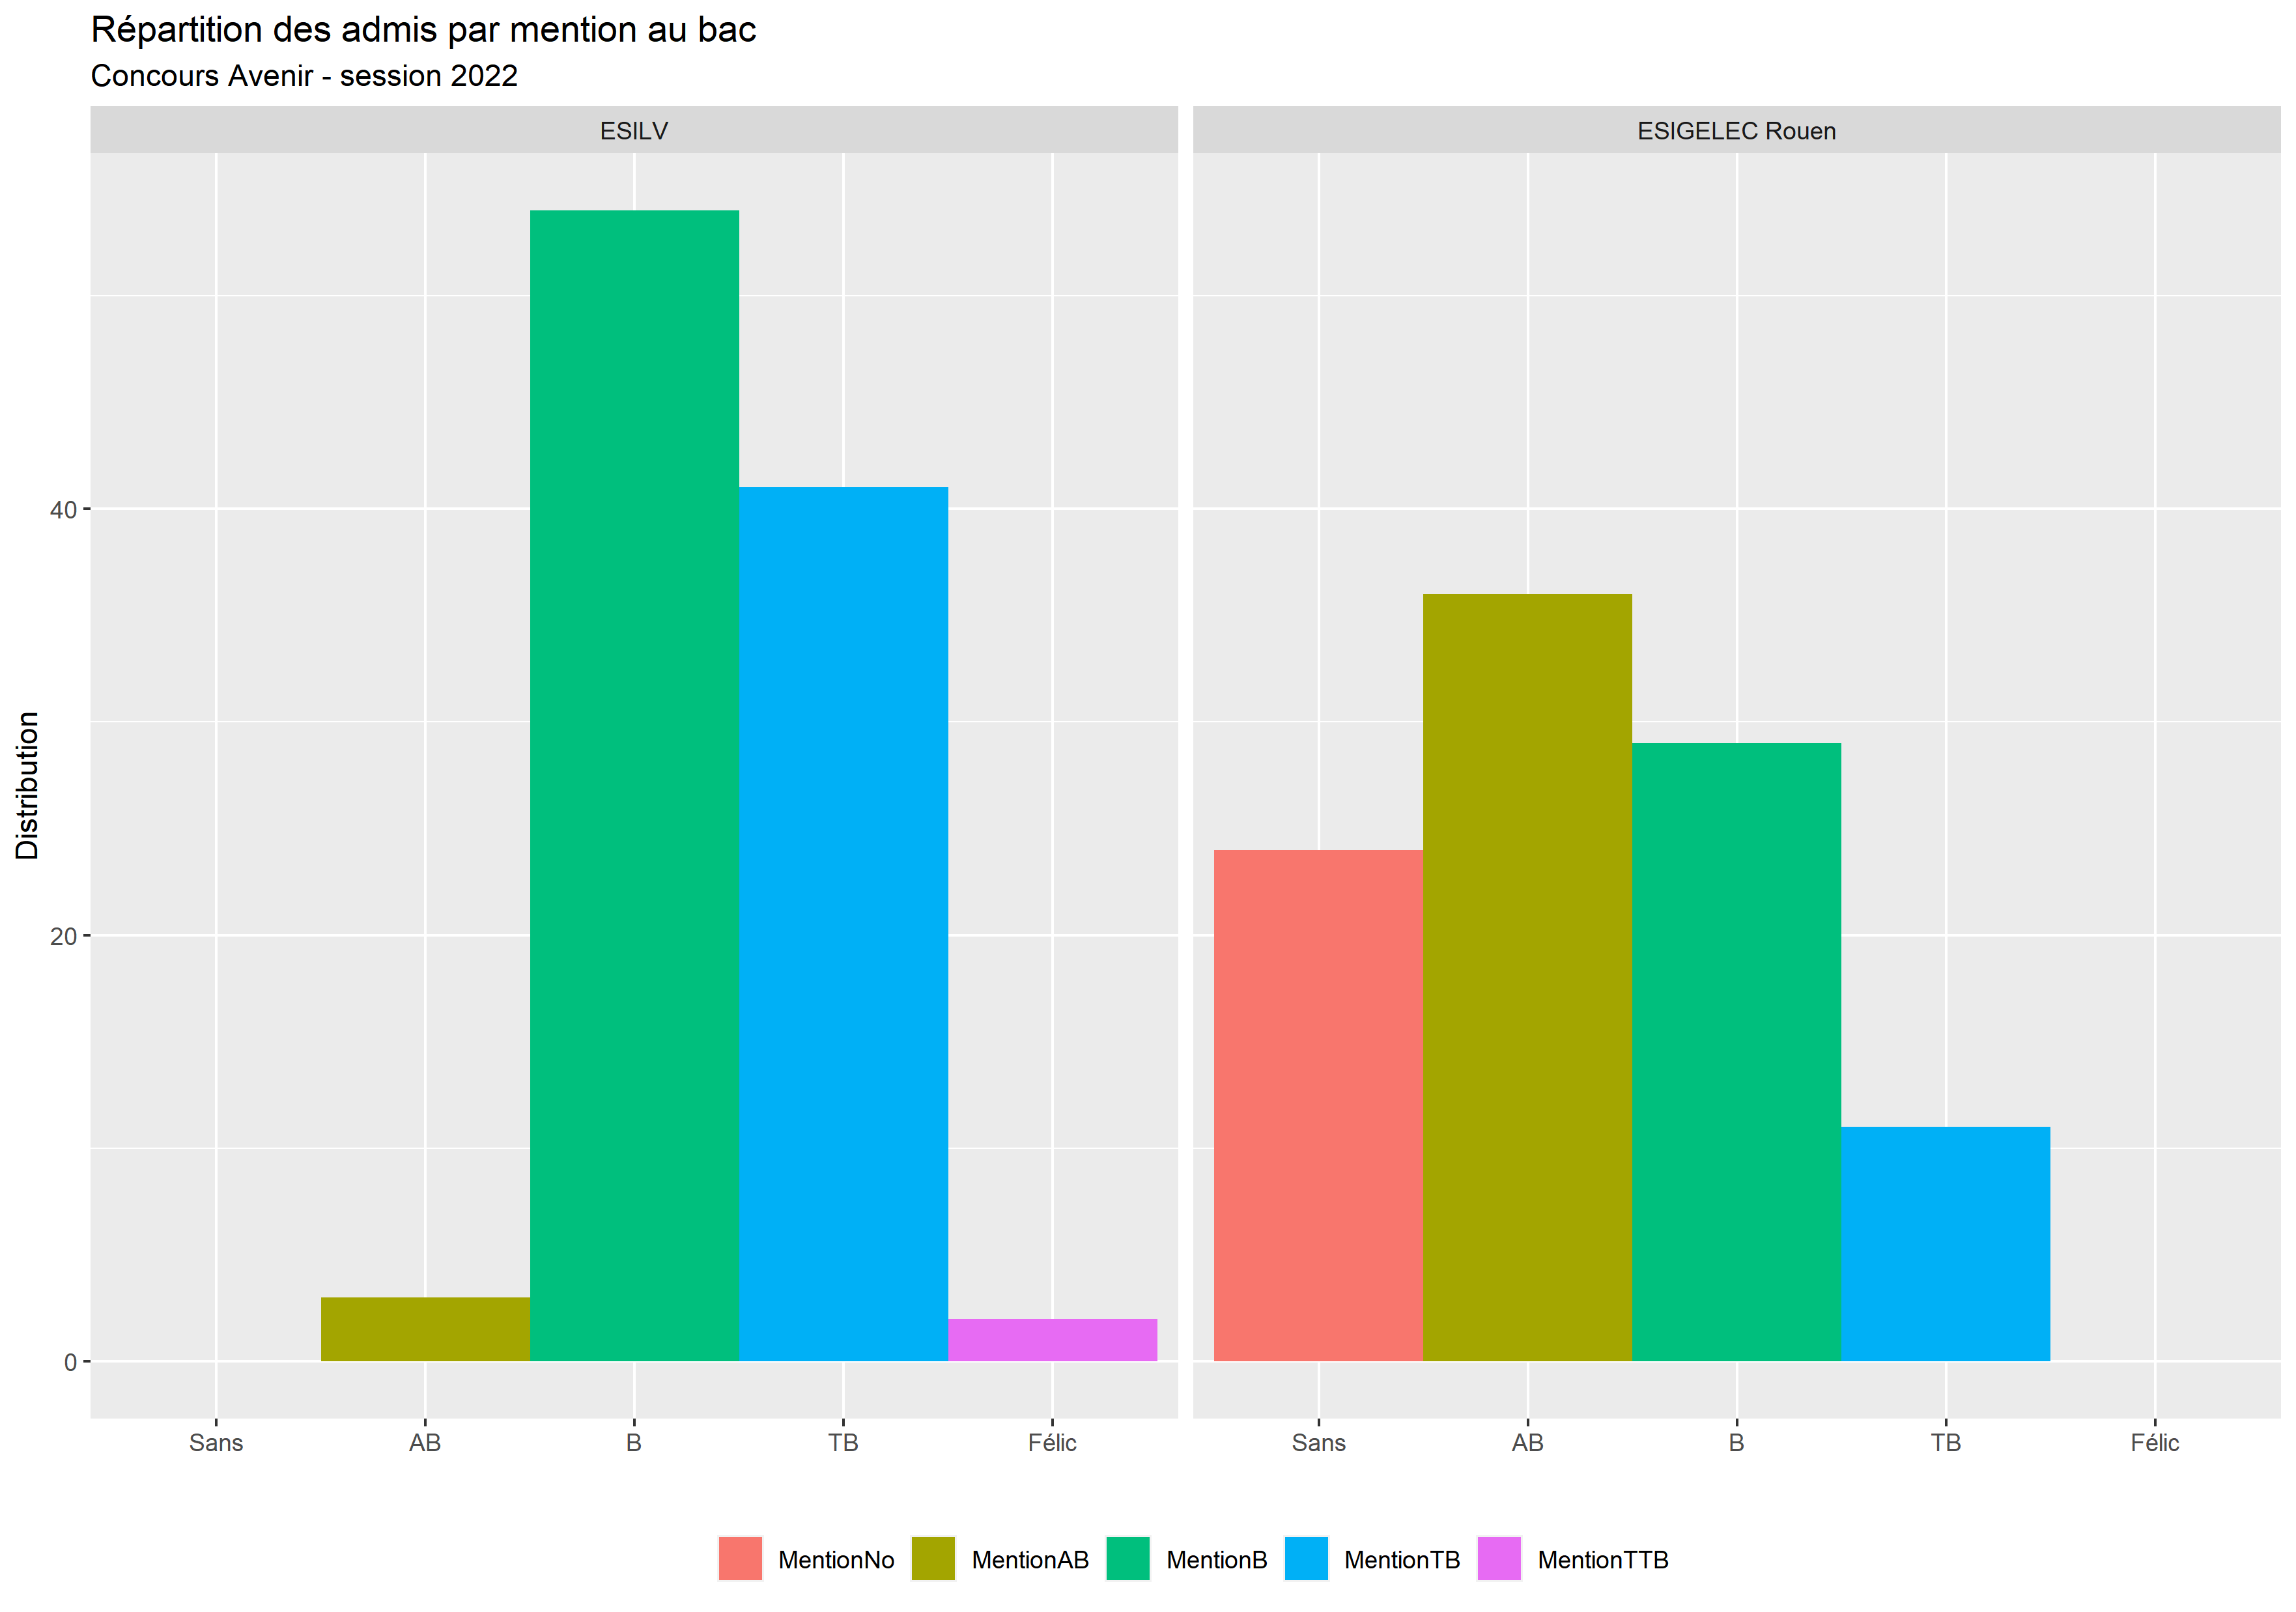 Répartition des admis par mention au bac
Concours Avenir - session 2022
ESILV
ESIGELEC Rouen
Distribution
40
20
0
Sans AB B TB Félic
Sans AB B TB Félic
MentionNo MentionAB MentionB MentionTB MentionTTB